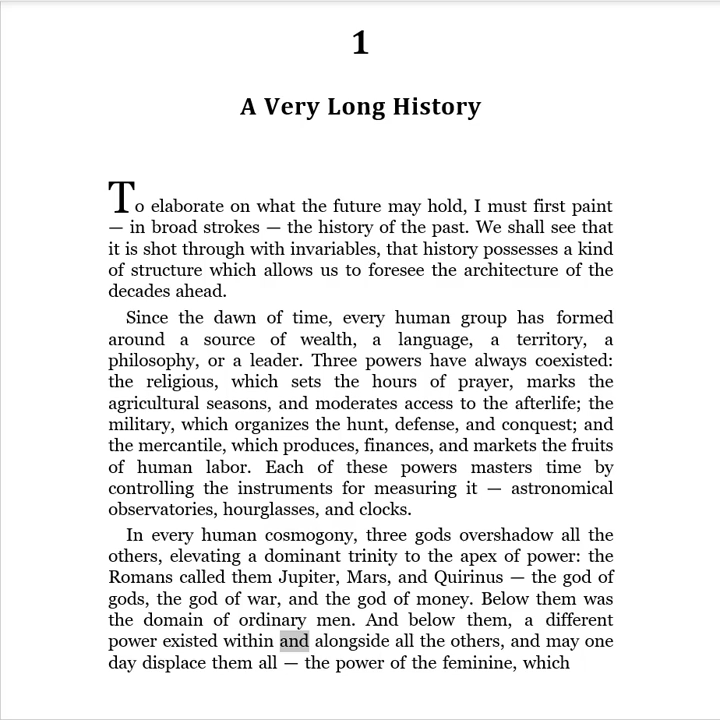 1
A Very Long History
To elaborate on what the future may hold, I must first paint
— in broad strokes — the history of the past. We shall see that
it is shot through with invariables, that history possesses a kind
of structure which allows us to foresee the architecture of the
decades ahead.
Since the dawn of time, every human group has formed
around a source of wealth, a language, a territory, a
philosophy, or a leader. Three powers have always coexisted:
the religious, which sets the hours of prayer, marks the
agricultural seasons, and moderates access to the afterlife; the
military, which organizes the hunt, defense, and conquest; and
the mercantile, which produces, finances, and markets the fruits
of human labor. Each of these powers masters time by
controlling the instruments for measuring it — astronomical
observatories, hourglasses, and clocks.
In every human cosmogony, three gods overshadow all the
others, elevating a dominant trinity to the apex of power: the
Romans called them Jupiter, Mars, and Quirinus — the god of
gods, the god of war, and the god of money. Below them was
the domain of ordinary men. And below them, a different
power existed within and alongside all the others, and may one
day displace them all — the power of the feminine, which